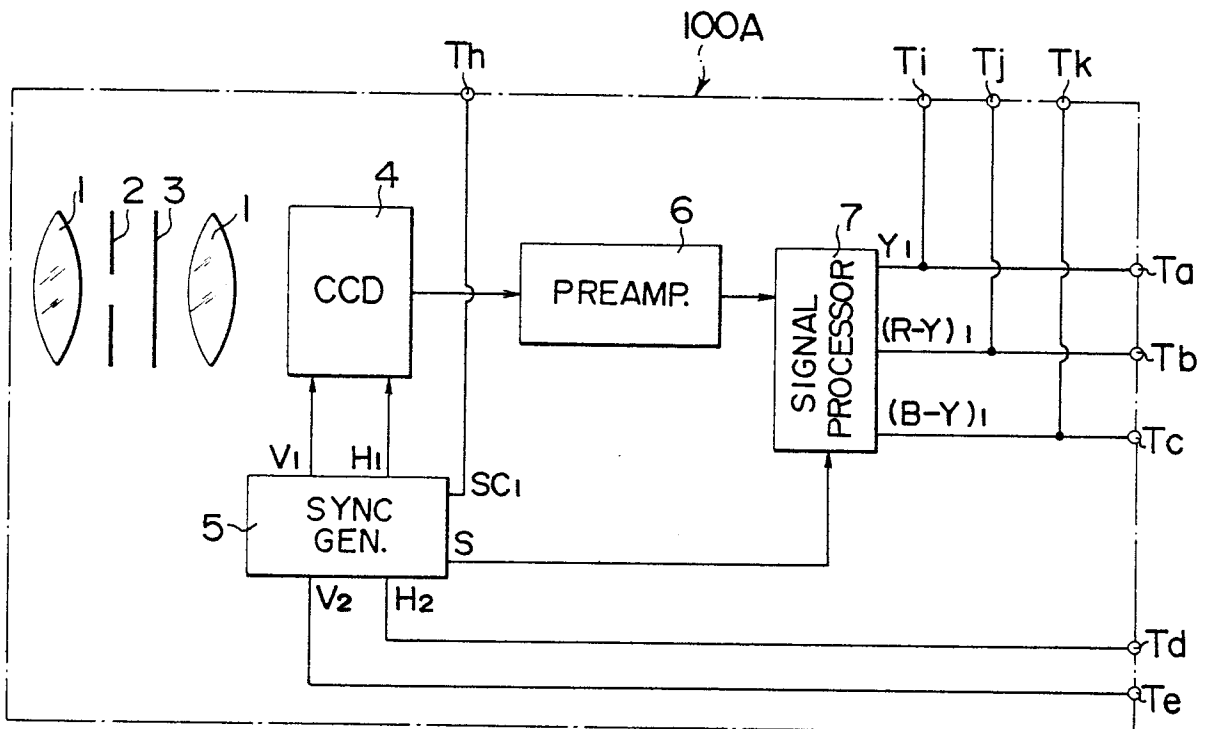 100A
Th
Ti
Tj
Tk
1
2
3
1
4
6
7
CCD
PREAMP.
SIGNAL
PROCESSOR
Y1
Ta
(R-Y)1
Tb
(B-Y)1
Tc
V1
H1
SC1
5
SYNC
GEN.
S
V2
H2
Td
Te